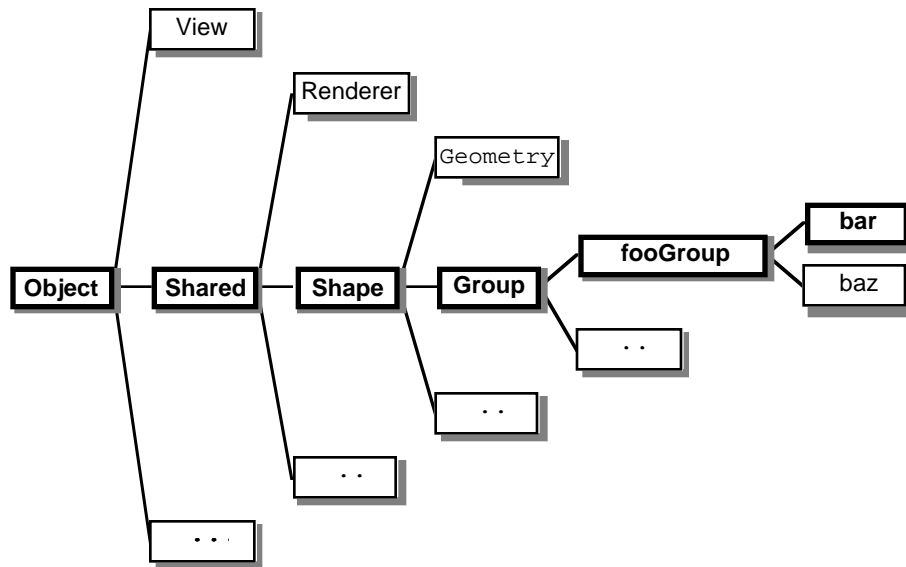 View
Renderer
Geometry
Object
Shared
Shape
Group
fooGroup
bar
baz
. .
. .
. .
. . .